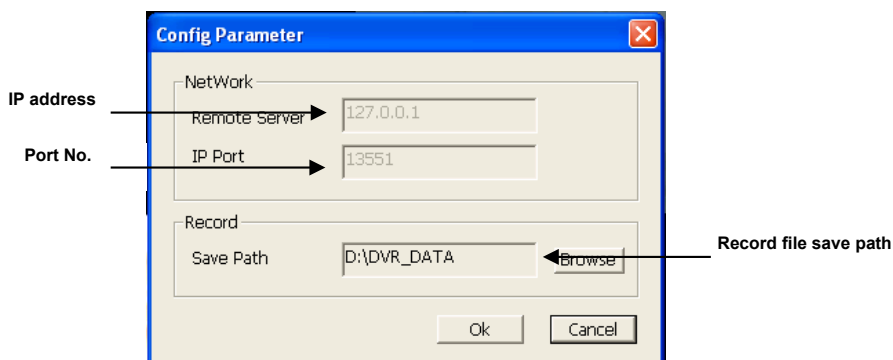 Config Parameter
NetWork
IP address
Remote Server
127.0.0.1
Port No.
IP Port
13551
Record
Save Path
D:\DVR_DATA
Browse
Record file save path
Ok
Cancel